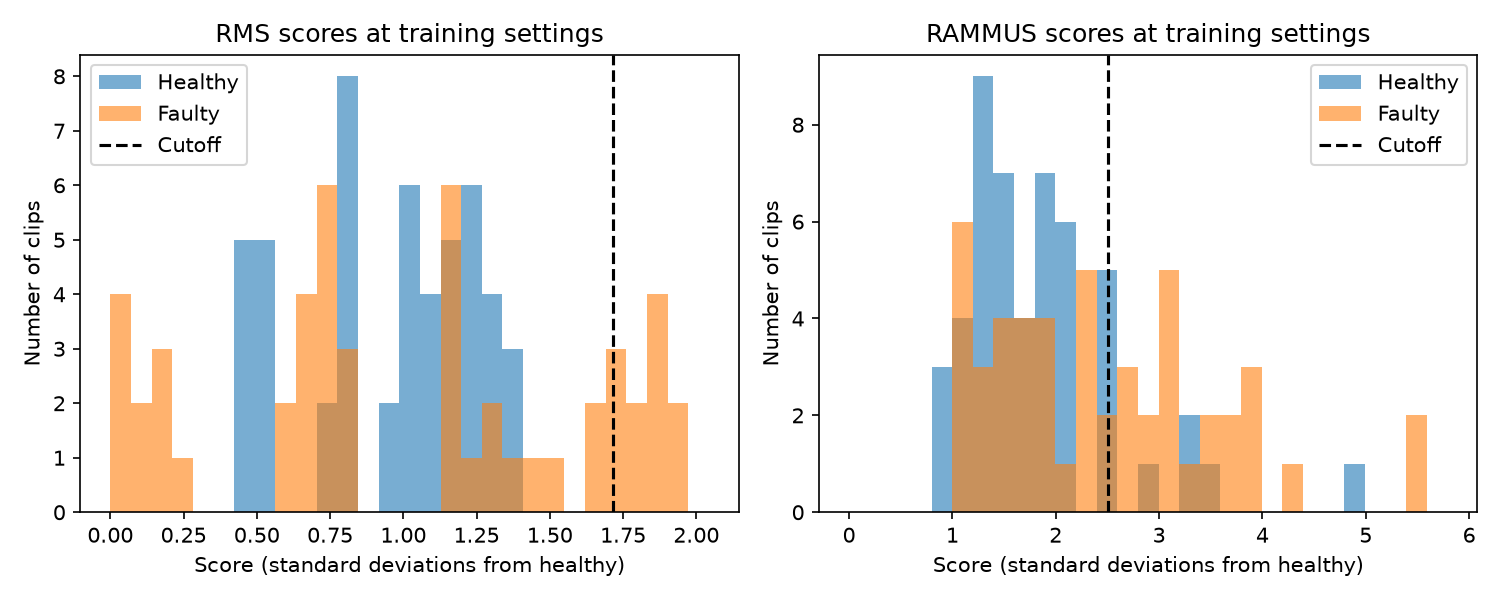 RMS scores at training settings
Number of clips
8
7
6
5
4
3
2
1
0
Healthy
Faulty
Cutoff
0.00 0.25 0.50 0.75 1.00 1.25 1.50 1.75 2.00
Score (standard deviations from healthy)
RAMMUS scores at training settings
Number of clips
8
6
4
2
0
Healthy
Faulty
Cutoff
0 1 2 3 4 5 6
Score (standard deviations from healthy)